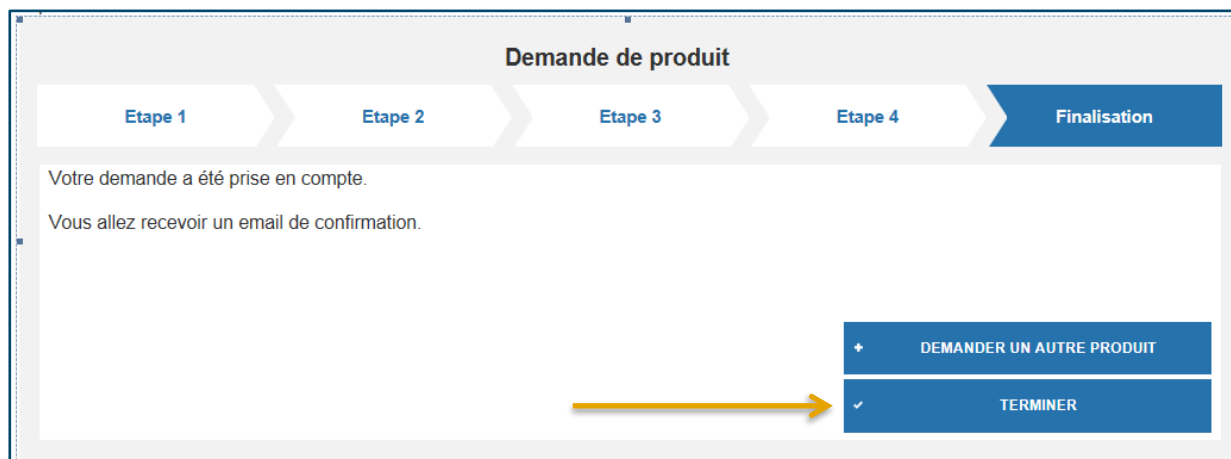 Demande de produit
Etape 1
Etape 2
Etape 3
Etape 4
Finalisation
Votre demande a été prise en compte.
Vous allez recevoir un email de confirmation.
DEMANDER UN AUTRE PRODUIT
TERMINER